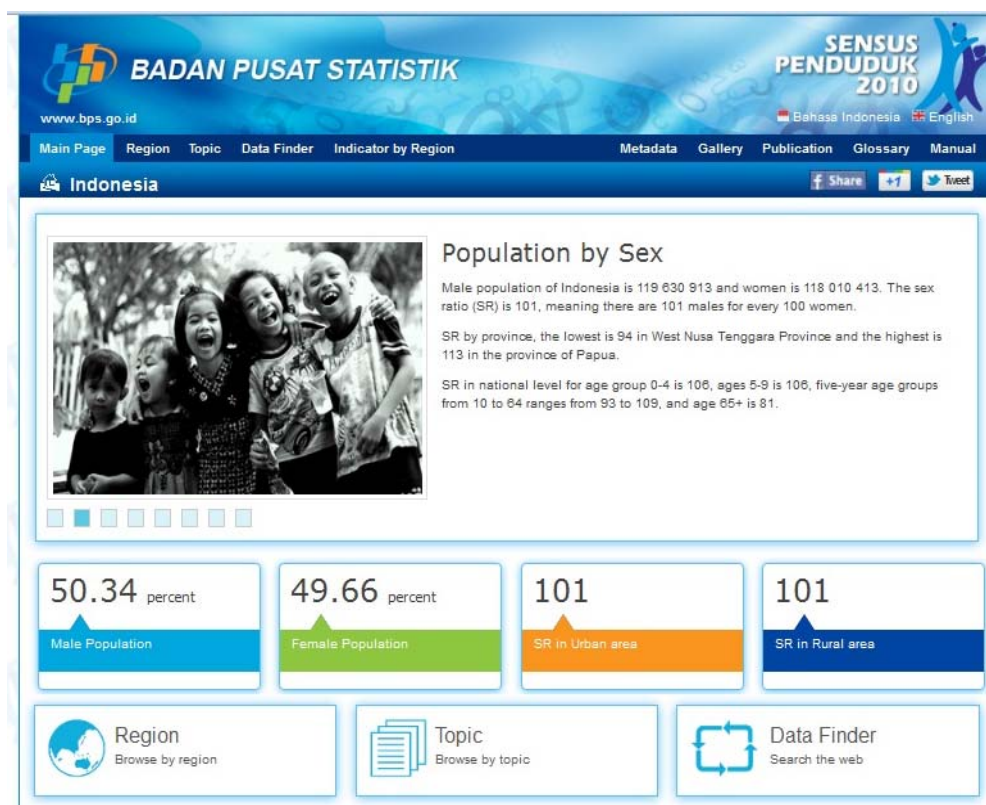 BADAN PUSAT STATISTIK
www.bps.go.id
SENSUS
PENDUDUK
2010
Bahasa Indonesia English
Main Page Region Topic Data Finder Indicator by Region Metadata Gallery Publication Glossary Manual
Indonesia
f Share +1 Tweet
Population by Sex
Male population of Indonesia is 119 630 913 and women is 118 010 413. The sex
ratio (SR) is 101, meaning there are 101 males for every 100 women.
SR by province, the lowest is 94 in West Nusa Tenggara Province and the highest is
113 in the province of Papua.
SR in national level for age group 0-4 is 106, ages 5-9 is 106, five-year age groups
from 10 to 64 ranges from 93 to 109, and age 65+ is 81.
50.34 percent
Male Population
49.66 percent
Female Population
101
SR in Urban area
101
SR in Rural area
Region
Browse by region
Topic
Browse by topic
Data Finder
Search the web